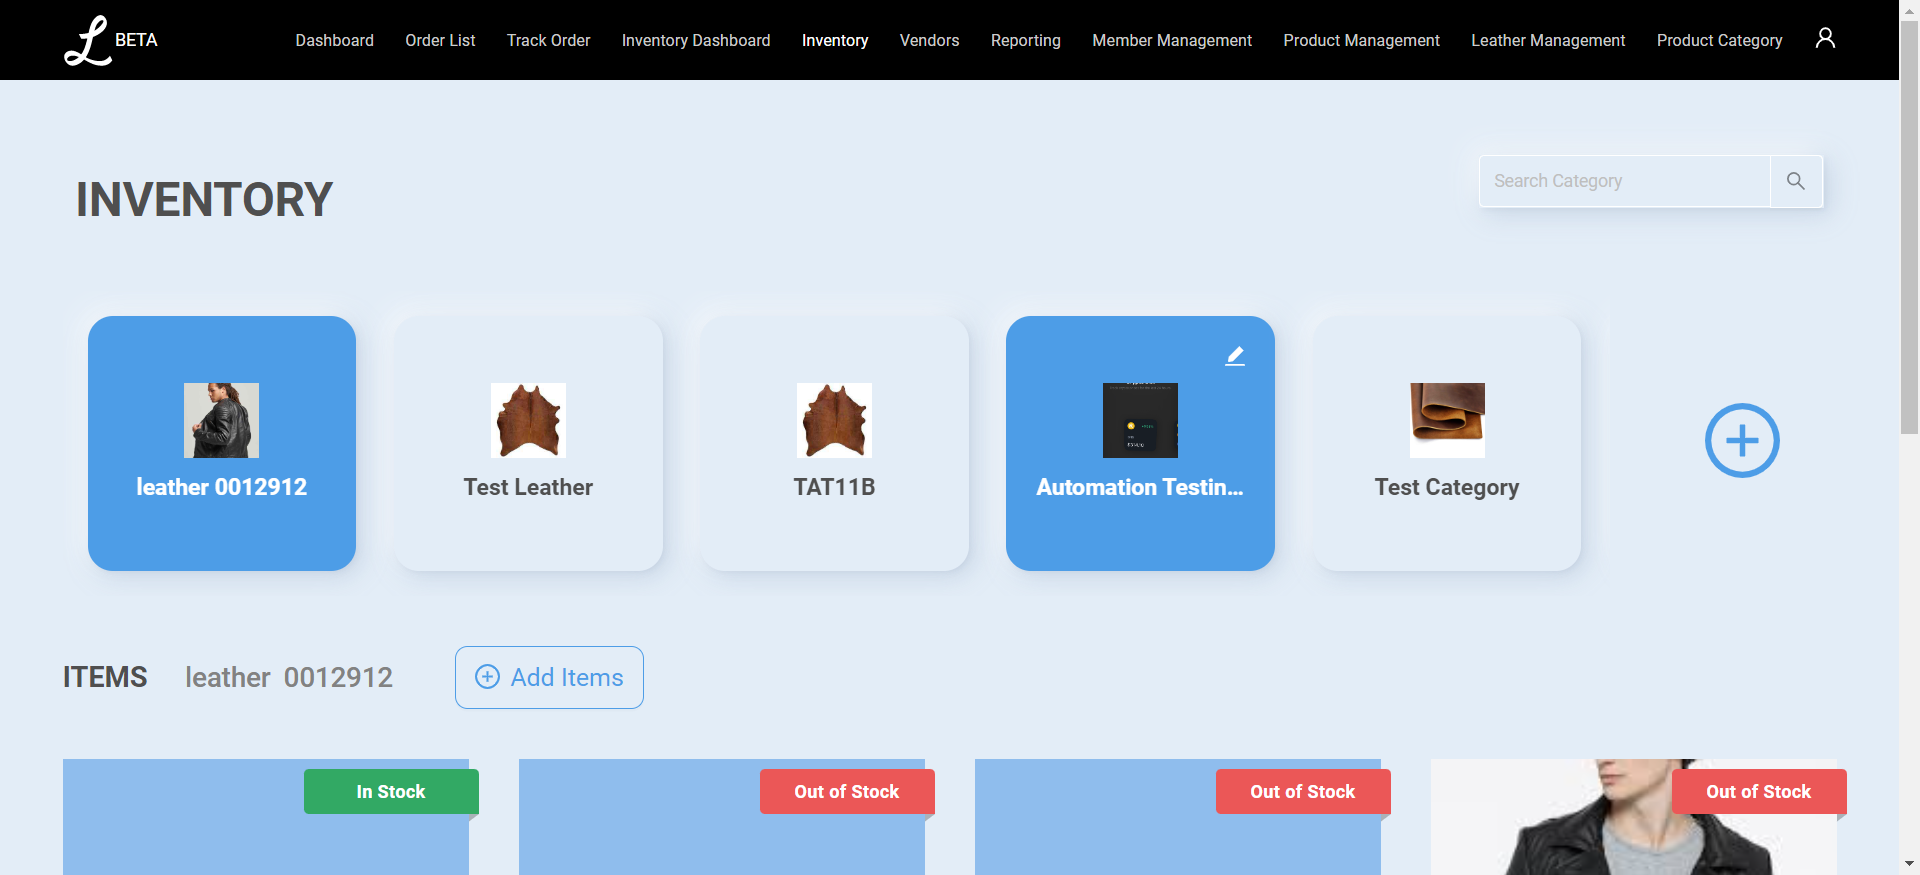 L BETA
Dashboard Order List Track Order Inventory Dashboard Inventory Vendors Reporting Member Management Product Management Leather Management Product Category
Search Category
INVENTORY
leather 0012912
Test Leather
TAT11B
Automation Testin...
Test Category
ITEMS leather 0012912 Add Items
In Stock
Out of Stock
Out of Stock
Out of Stock